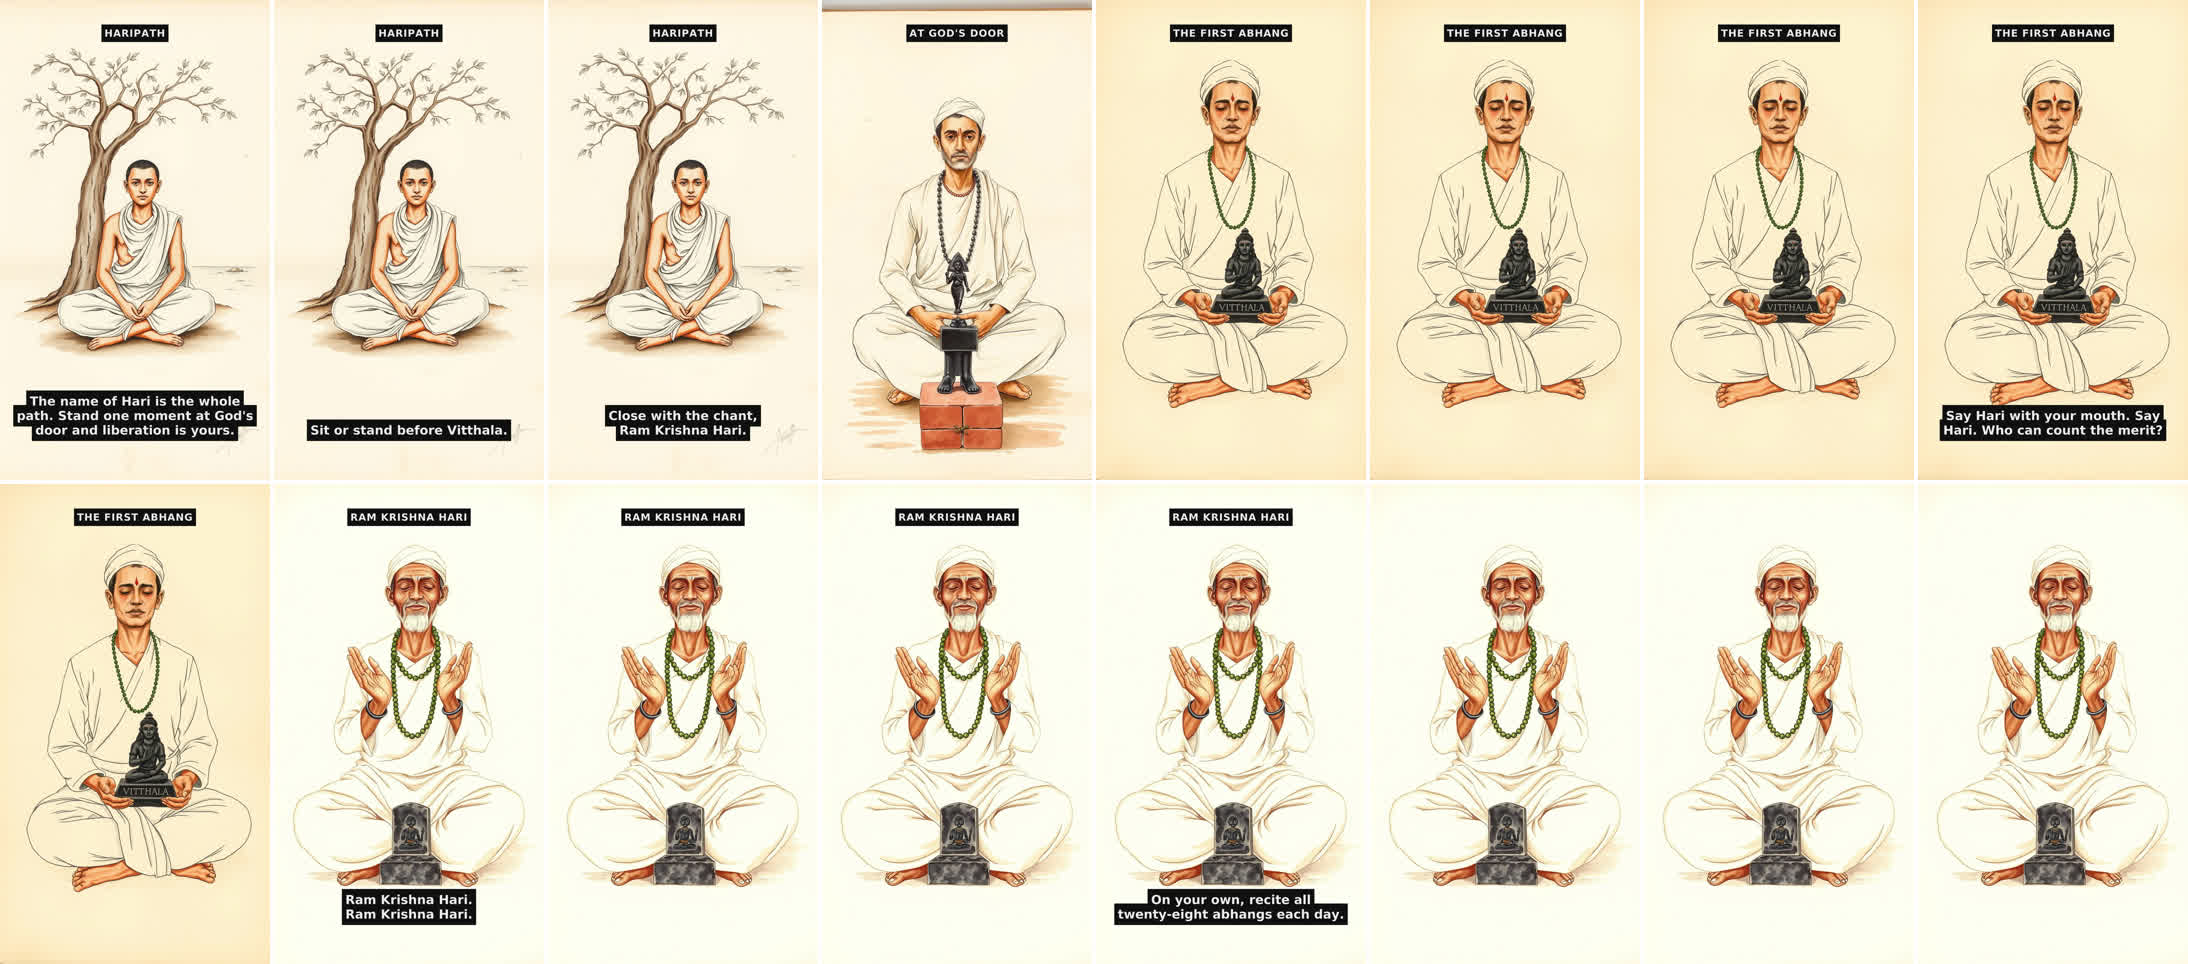 HARIPATH
The name of Hari is the whole
path. Stand one moment at God's
door and liberation is yours.
HARIPATH
Sit or stand before Vitthala.
HARIPATH
Close with the chant,
Ram Krishna Hari.
AT GOD'S DOOR
THE FIRST ABHANG
VITTHALA
THE FIRST ABHANG
VITTHALA
THE FIRST ABHANG
VITTHALA
THE FIRST ABHANG
VITTHALA
Say Hari with your mouth. Say
Hari. Who can count the merit?
THE FIRST ABHANG
VITTHALA
RAM KRISHNA HARI
Ram Krishna Hari.
Ram Krishna Hari.
RAM KRISHNA HARI
RAM KRISHNA HARI
RAM KRISHNA HARI
On your own, recite all
twenty-eight abhangs each day.